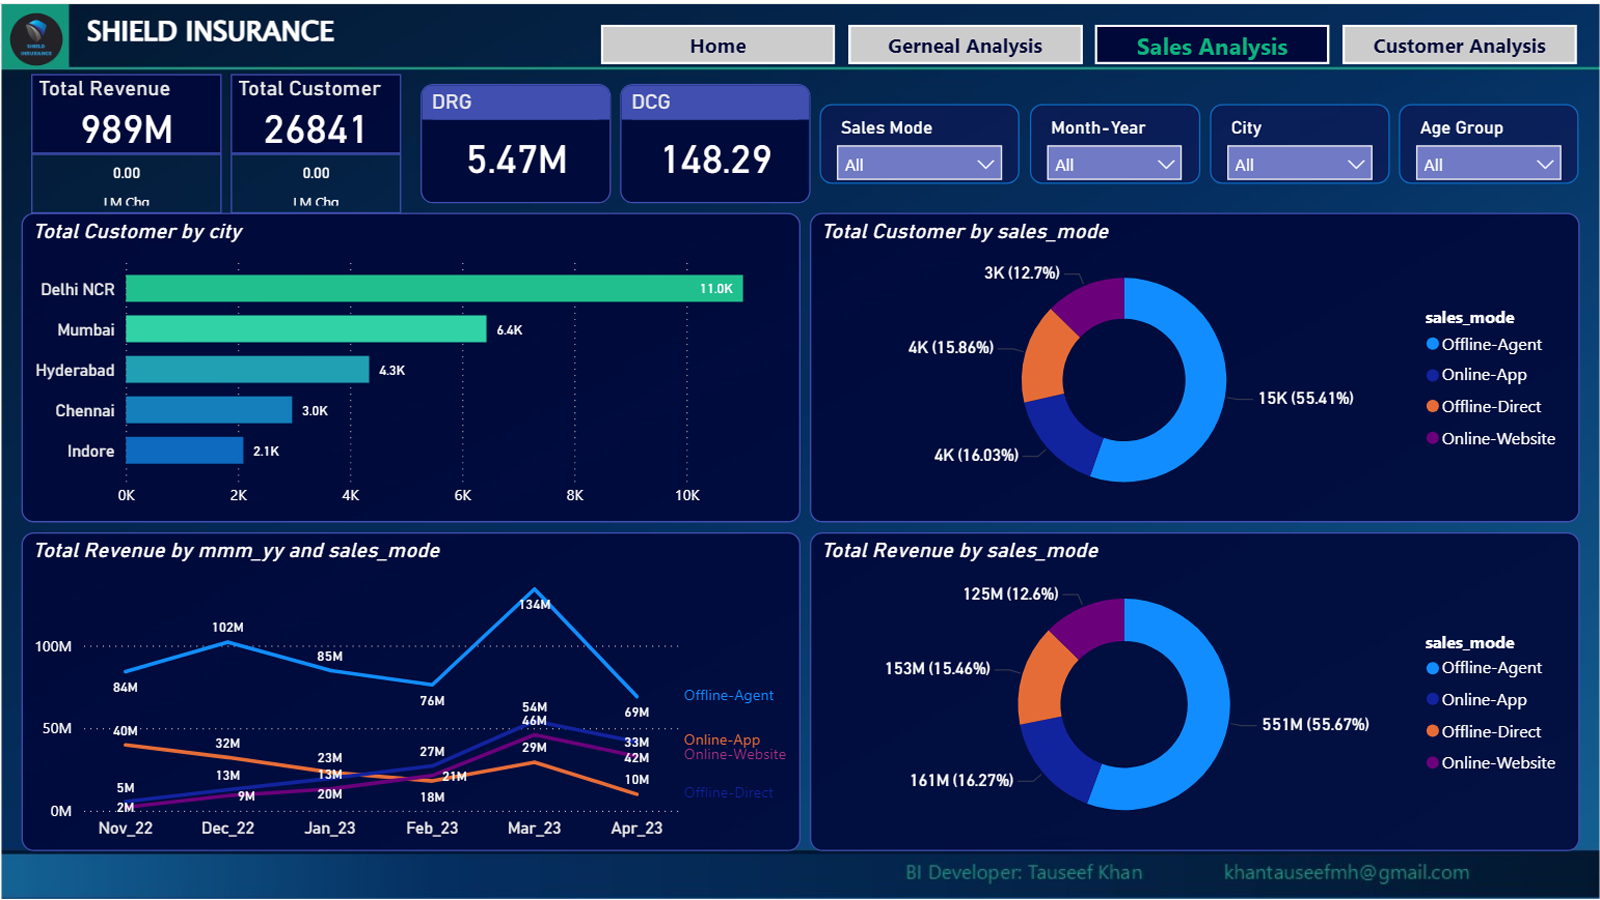 SHIELD INSURANCE
SHIELD
INSURANCE
Home
Gerneal Analysis
Sales Analysis
Customer Analysis
Total Revenue
989M
0.00
LM Chg
Total Customer
26841
0.00
LM Chg
DRG
5.47M
DCG
148.29
Sales Mode
All
Month-Year
All
City
All
Age Group
All
Total Customer by city
Delhi NCR
11.0K
Mumbai
6.4K
Hyderabad
4.3K
Chennai
3.0K
Indore
2.1K
0K 2K 4K 6K 8K 10K
Total Customer by sales_mode
3K (12.7%)
4K (15.86%)
4K (16.03%)
15K (55.41%)
sales_mode
Offline-Agent
Online-App
Offline-Direct
Online-Website
Total Revenue by mmm_yy and sales_mode
100M
50M
0M
84M
102M
85M
76M
134M
69M
40M
32M
23M
18M
29M
10M
5M
13M
20M
27M
54M
42M
2M
9M
13M
21M
46M
33M
Offline-Agent
Online-App
Online-Website
Offline-Direct
Nov_22 Dec_22 Jan_23 Feb_23 Mar_23 Apr_23
Total Revenue by sales_mode
125M (12.6%)
153M (15.46%)
161M (16.27%)
551M (55.67%)
sales_mode
Offline-Agent
Online-App
Offline-Direct
Online-Website
BI Developer: Tauseef Khan
khantauseefmh@gmail.com